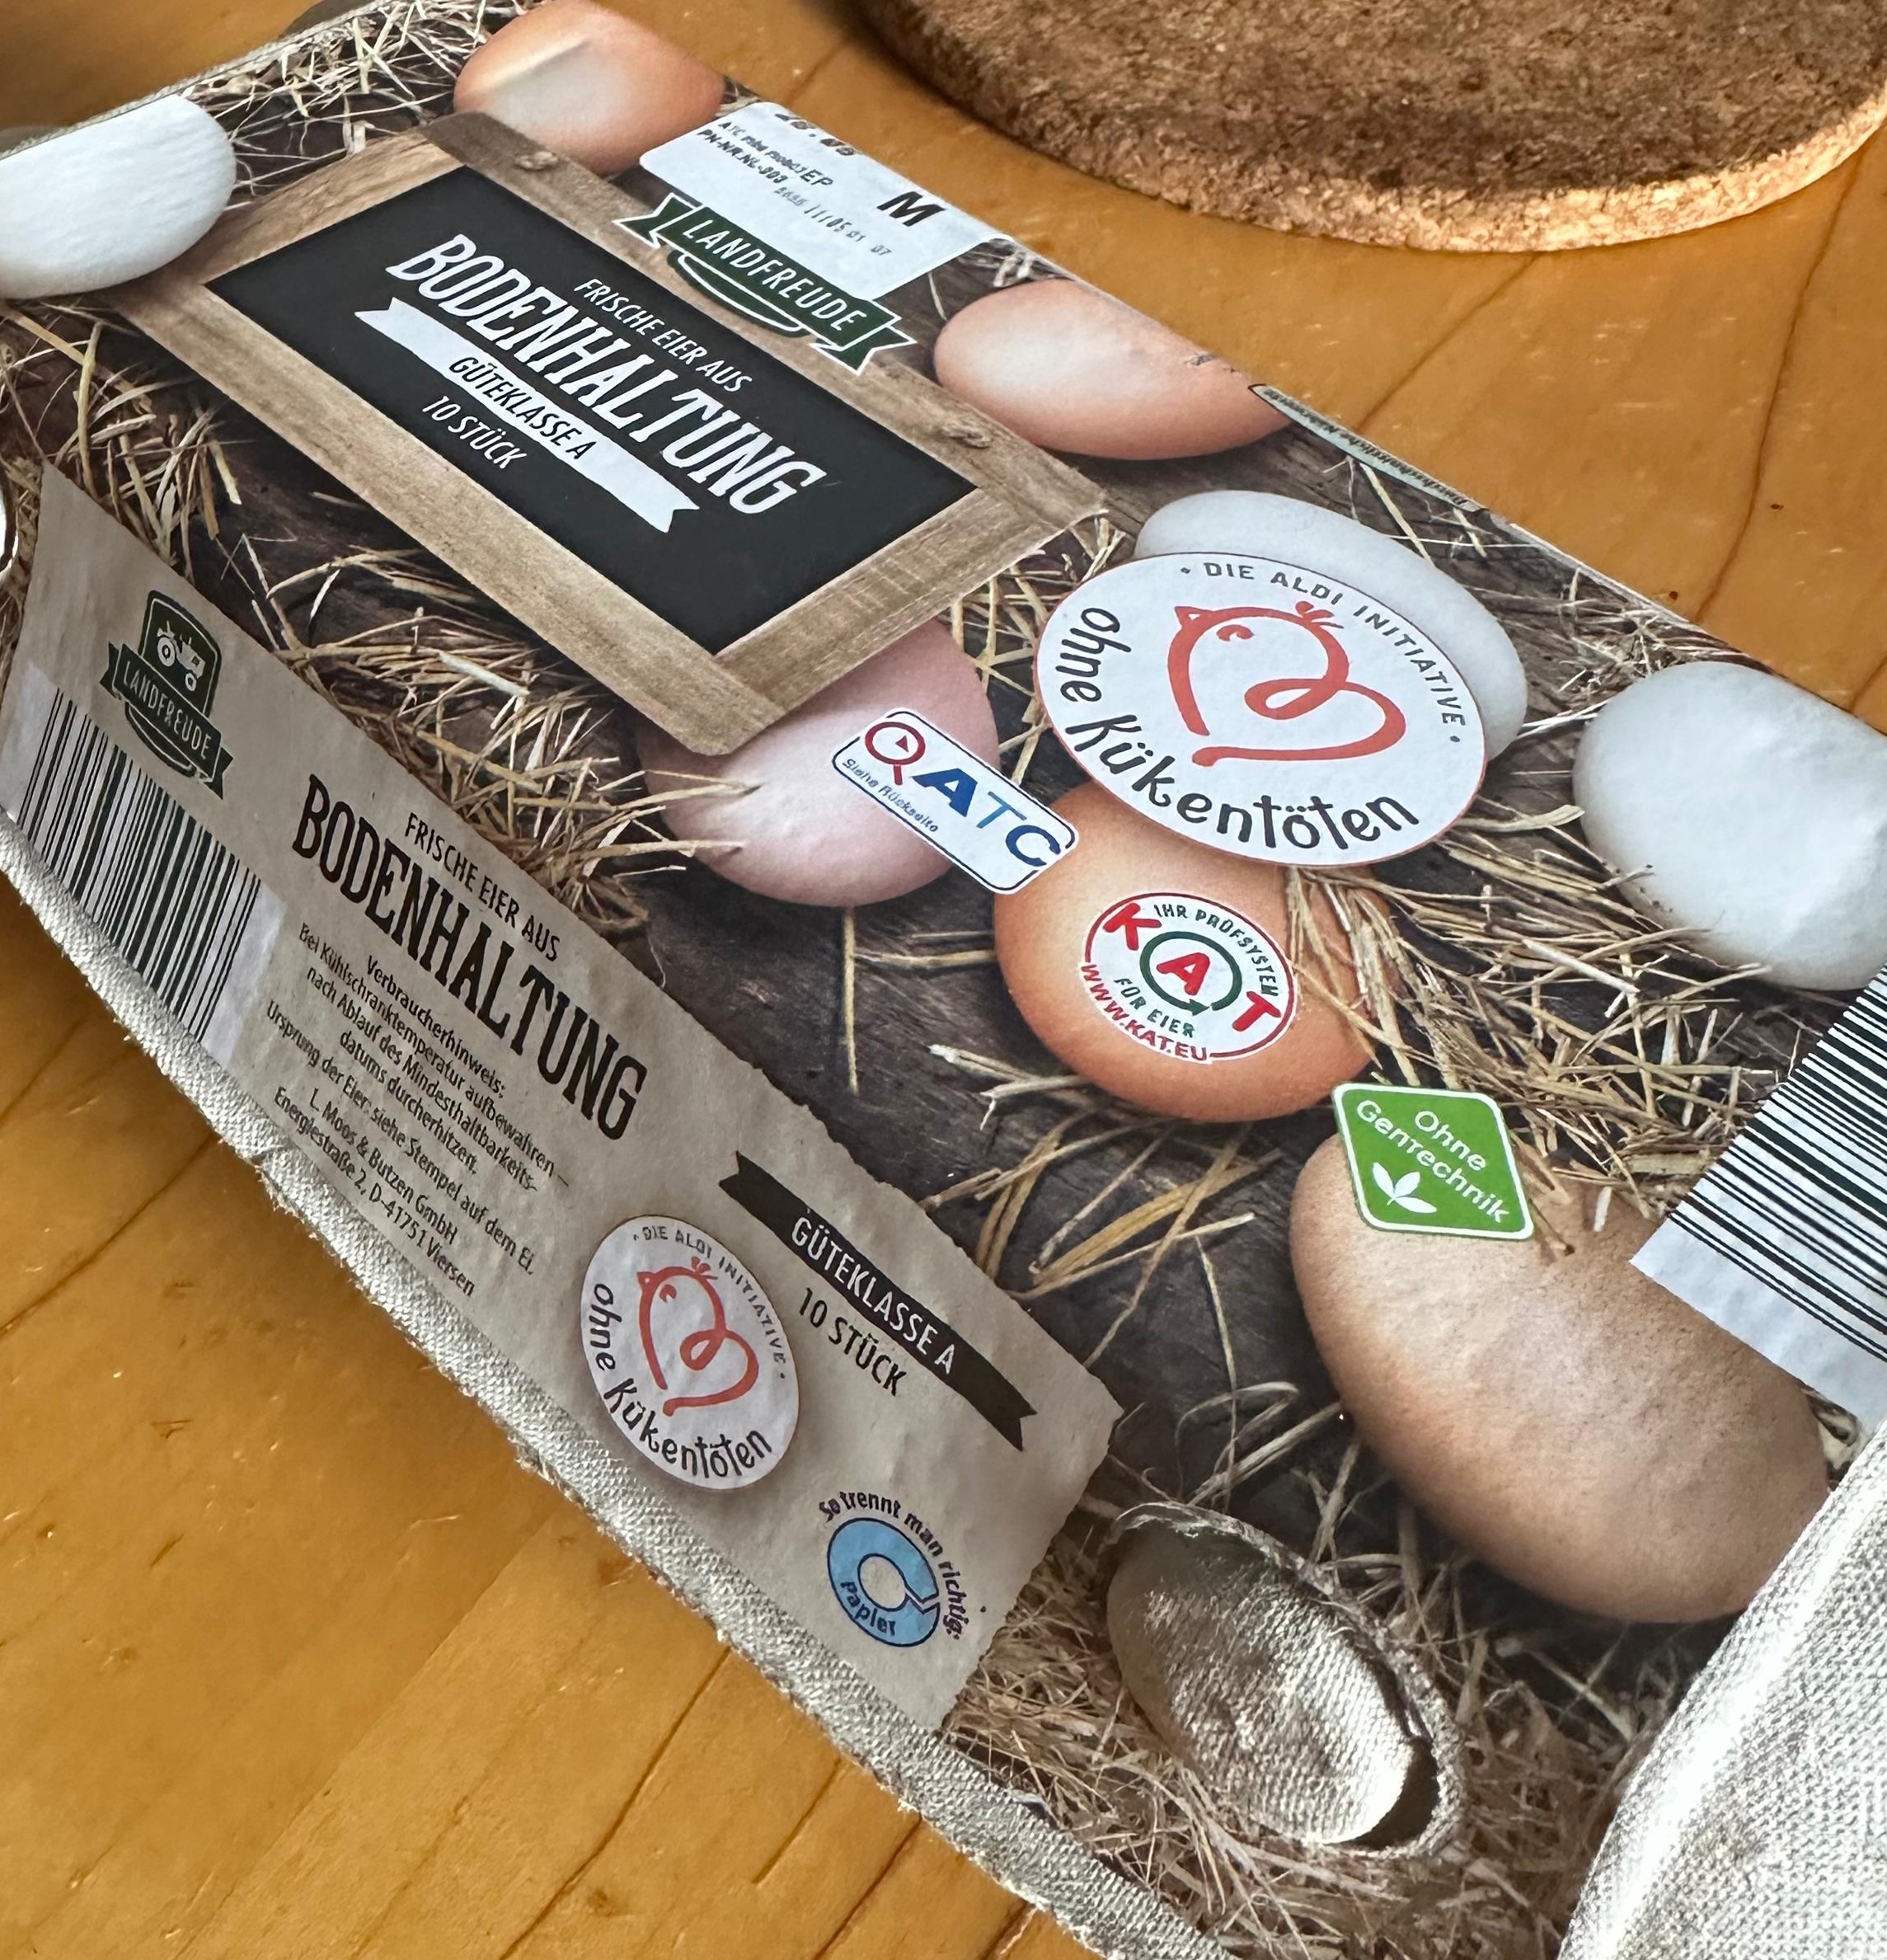 M
LANDFREUDE
FRISCHE EIER AUS
BODENHALTUNG
GÜTEKLASSE A
10 STÜCK
• DIE ALDI INITIATIVE •
ohne Kükentöten
ATC
Siehe Rückseite
IHR PRÜFSYSTEM
KAT
FÜR EIER
WWW.KAT.EU
Ohne
Gentechnik
LANDFREUDE
FRISCHE EIER AUS
BODENHALTUNG
Verbraucherhinweis:
Bei Kühlschranktemperatur aufbewahren –
nach Ablauf des Mindesthaltbarkeits-
datums durcherhitzen.
Ursprung der Eier: siehe Stempel auf dem Ei.
L. Moos & Butzen GmbH
Energiestraße 2, D-41751 Viersen
GÜTEKLASSE A
10 STÜCK
• DIE ALDI INITIATIVE •
ohne Kükentöten
So trennt man richtig:
Papier